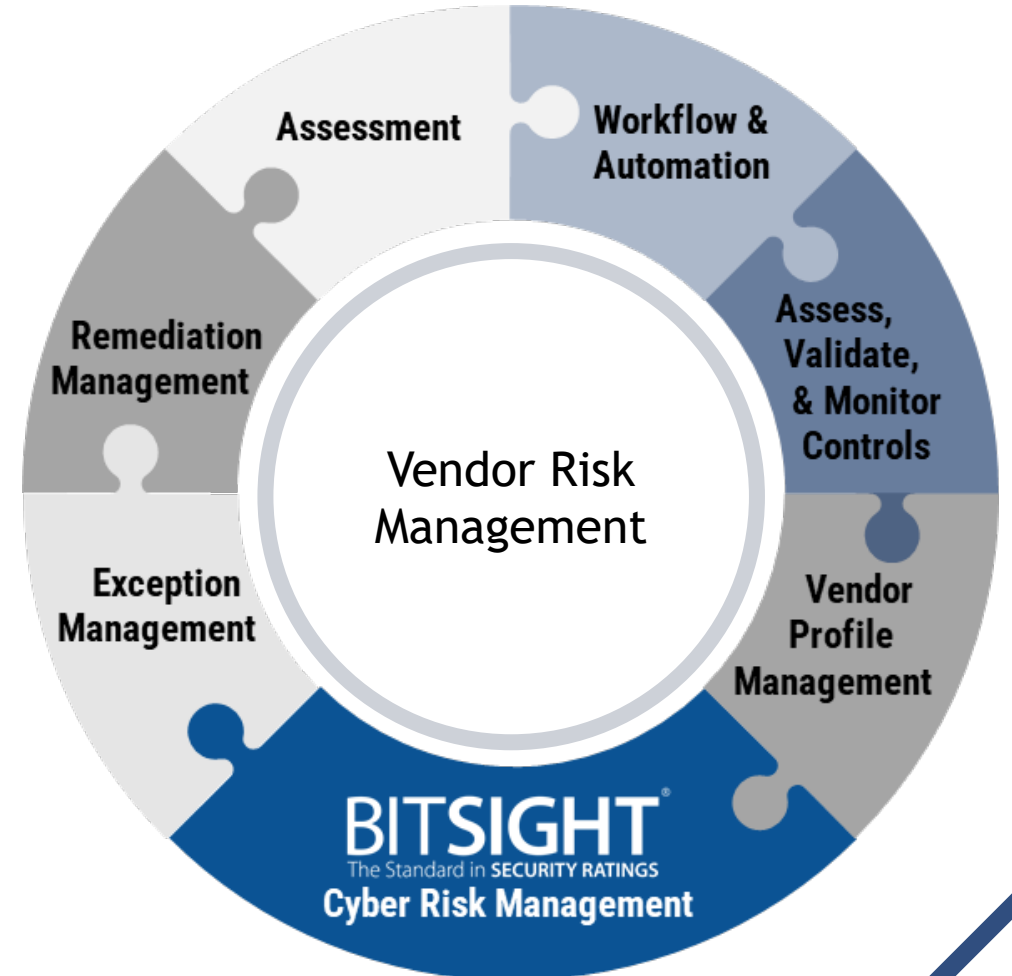 Assessment
Workflow &
Automation
Assess,
Validate,
& Monitor
Controls
Vendor
Profile
Management
BITSIGHT®
The Standard in SECURITY RATINGS
Cyber Risk Management
Exception
Management
Remediation
Management
Vendor Risk
Management